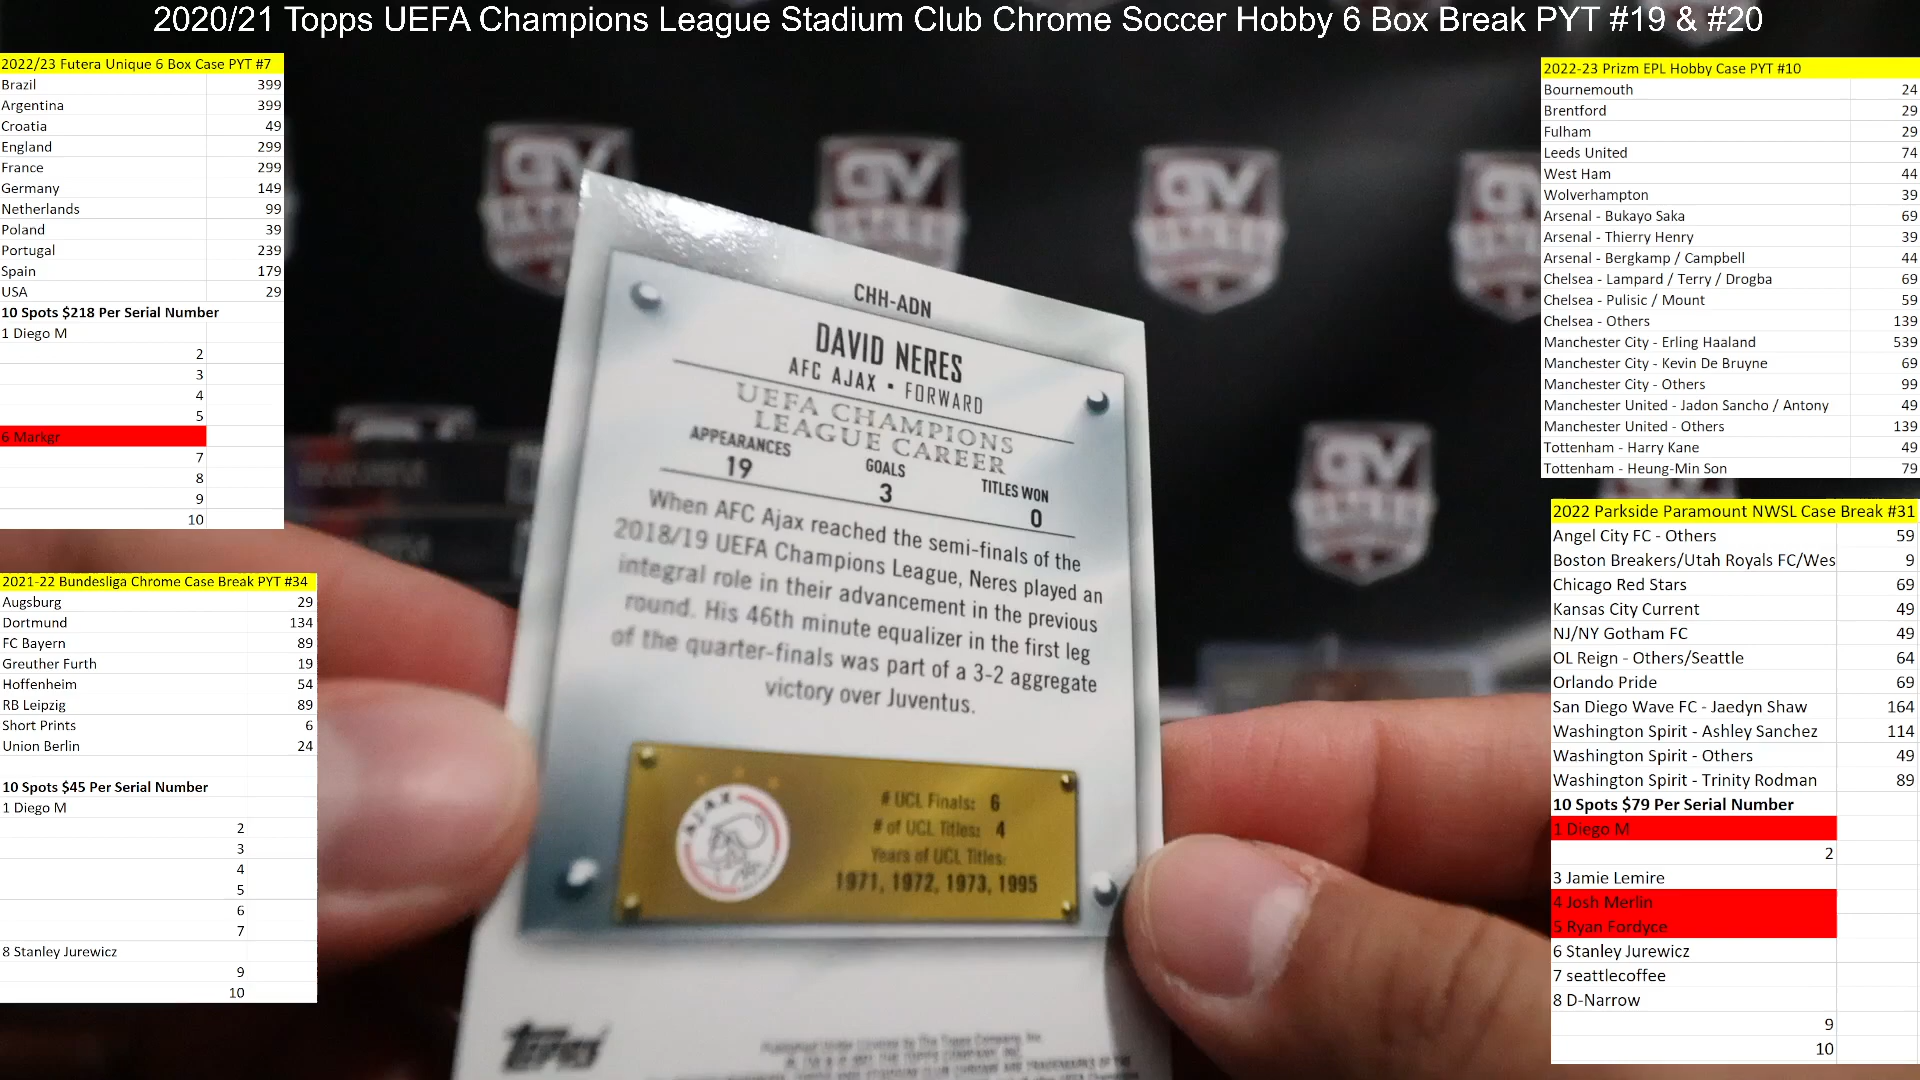 2020/21 Topps UEFA Champions League Stadium Club Chrome Soccer Hobby 6 Box Break PYT #19 & #20
2022/23 Futera Unique 6 Box Case PYT #7
Brazil 399
Argentina 399
Croatia 49
England 299
France 299
Germany 149
Netherlands 99
Poland 39
Portugal 239
Spain 179
USA 29
10 Spots $218 Per Serial Number
1 Diego M
2
3
4
5
6 Markgr
7
8
9
10
2021-22 Bundesliga Chrome Case Break PYT #34
Augsburg 29
Dortmund 134
FC Bayern 89
Greuther Furth 19
Hoffenheim 54
RB Leipzig 89
Short Prints 6
Union Berlin 24
10 Spots $45 Per Serial Number
1 Diego M
2
3
4
5
6
7
8 Stanley Jurewicz
9
10
CHH-ADN
DAVID NERES
AFC AJAX • FORWARD
UEFA CHAMPIONS
LEAGUE CAREER
APPEARANCES GOALS TITLES WON
19 3 0
When AFC Ajax reached the semi-finals of the
2018/19 UEFA Champions League, Neres played an
integral role in their advancement in the previous
round. His 46th minute equalizer in the first leg
of the quarter-finals was part of a 3-2 aggregate
victory over Juventus.
AJAX
# UCL Finals: 6
# of UCL Titles: 4
Years of UCL Titles:
1971, 1972, 1973, 1995
TOPPS
2022-23 Prizm EPL Hobby Case PYT #10
Bournemouth 24
Brentford 29
Fulham 29
Leeds United 74
West Ham 44
Wolverhampton 39
Arsenal - Bukayo Saka 69
Arsenal - Thierry Henry 39
Arsenal - Bergkamp / Campbell 44
Chelsea - Lampard / Terry / Drogba 69
Chelsea - Pulisic / Mount 59
Chelsea - Others 139
Manchester City - Erling Haaland 539
Manchester City - Kevin De Bruyne 69
Manchester City - Others 99
Manchester United - Jadon Sancho / Antony 49
Manchester United - Others 139
Tottenham - Harry Kane 49
Tottenham - Heung-Min Son 79
2022 Parkside Paramount NWSL Case Break #31
Angel City FC - Others 59
Boston Breakers/Utah Royals FC/Wes 9
Chicago Red Stars 69
Kansas City Current 49
NJ/NY Gotham FC 49
OL Reign - Others/Seattle 64
Orlando Pride 69
San Diego Wave FC - Jaedyn Shaw 164
Washington Spirit - Ashley Sanchez 114
Washington Spirit - Others 49
Washington Spirit - Trinity Rodman 89
10 Spots $79 Per Serial Number
1 Diego M
2
3 Jamie Lemire
4 Josh Merlin
5 Ryan Fordyce
6 Stanley Jurewicz
7 seattlecoffee
8 D-Narrow
9
10